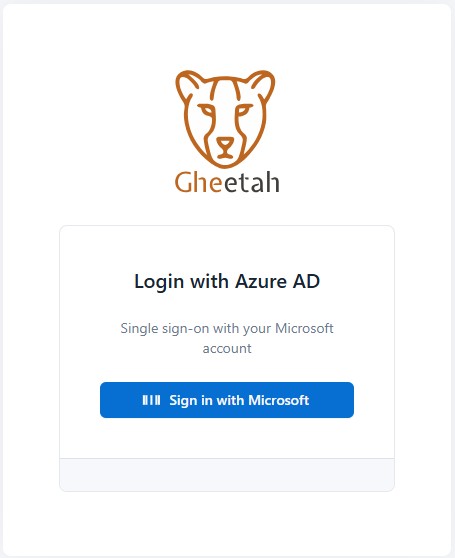 Gheetah
Login with Azure AD
Single sign-on with your Microsoft
account
Sign in with Microsoft